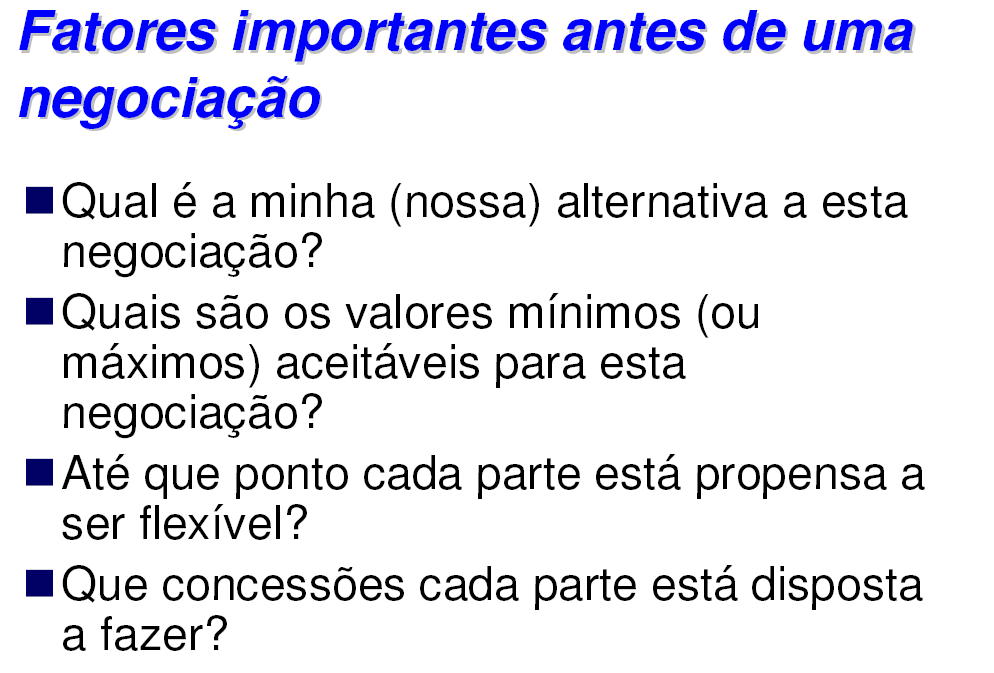 Fatores importantes antes de uma
negociação
Qual é a minha (nossa) alternativa a esta
negociação?
Quais são os valores mínimos (ou
máximos) aceitáveis para esta
negociação?
Até que ponto cada parte está propensa a
ser flexível?
Que concessões cada parte está disposta
a fazer?